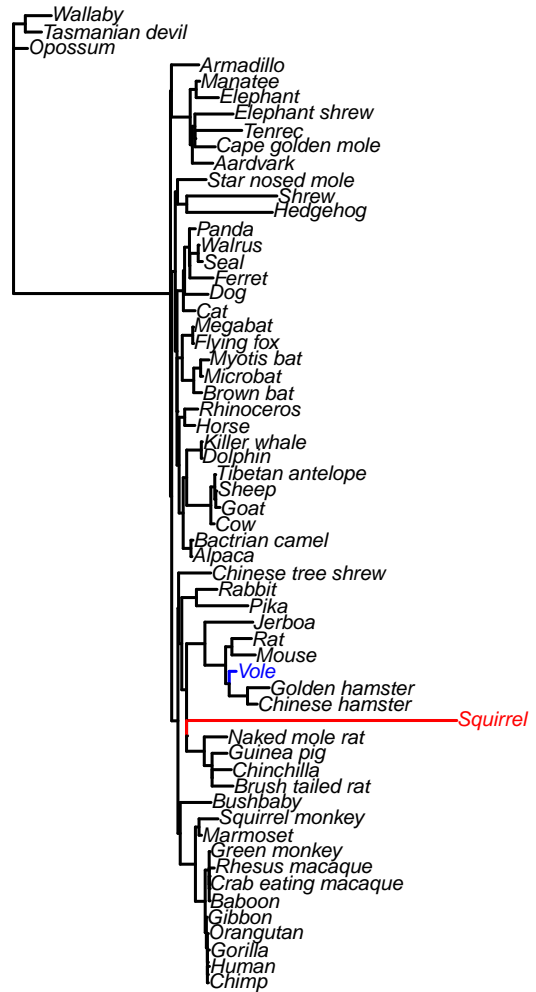 Wallaby
Tasmanian devil
Opossum
Armadillo
Manatee
Elephant
Elephant shrew
Tenrec
Cape golden mole
Aardvark
Star nosed mole
Shrew
Hedgehog
Panda
Walrus
Seal
Ferret
Dog
Cat
Megabat
Flying fox
Myotis bat
Microbat
Brown bat
Rhinoceros
Horse
Killer whale
Dolphin
Tibetan antelope
Sheep
Goat
Cow
Bactrian camel
Alpaca
Chinese tree shrew
Rabbit
Pika
Jerboa
Rat
Mouse
Vole
Golden hamster
Chinese hamster
Squirrel
Naked mole rat
Guinea pig
Chinchilla
Brush tailed rat
Bushbaby
Squirrel monkey
Marmoset
Green monkey
Rhesus macaque
Crab eating macaque
Baboon
Gibbon
Orangutan
Gorilla
Human
Chimp